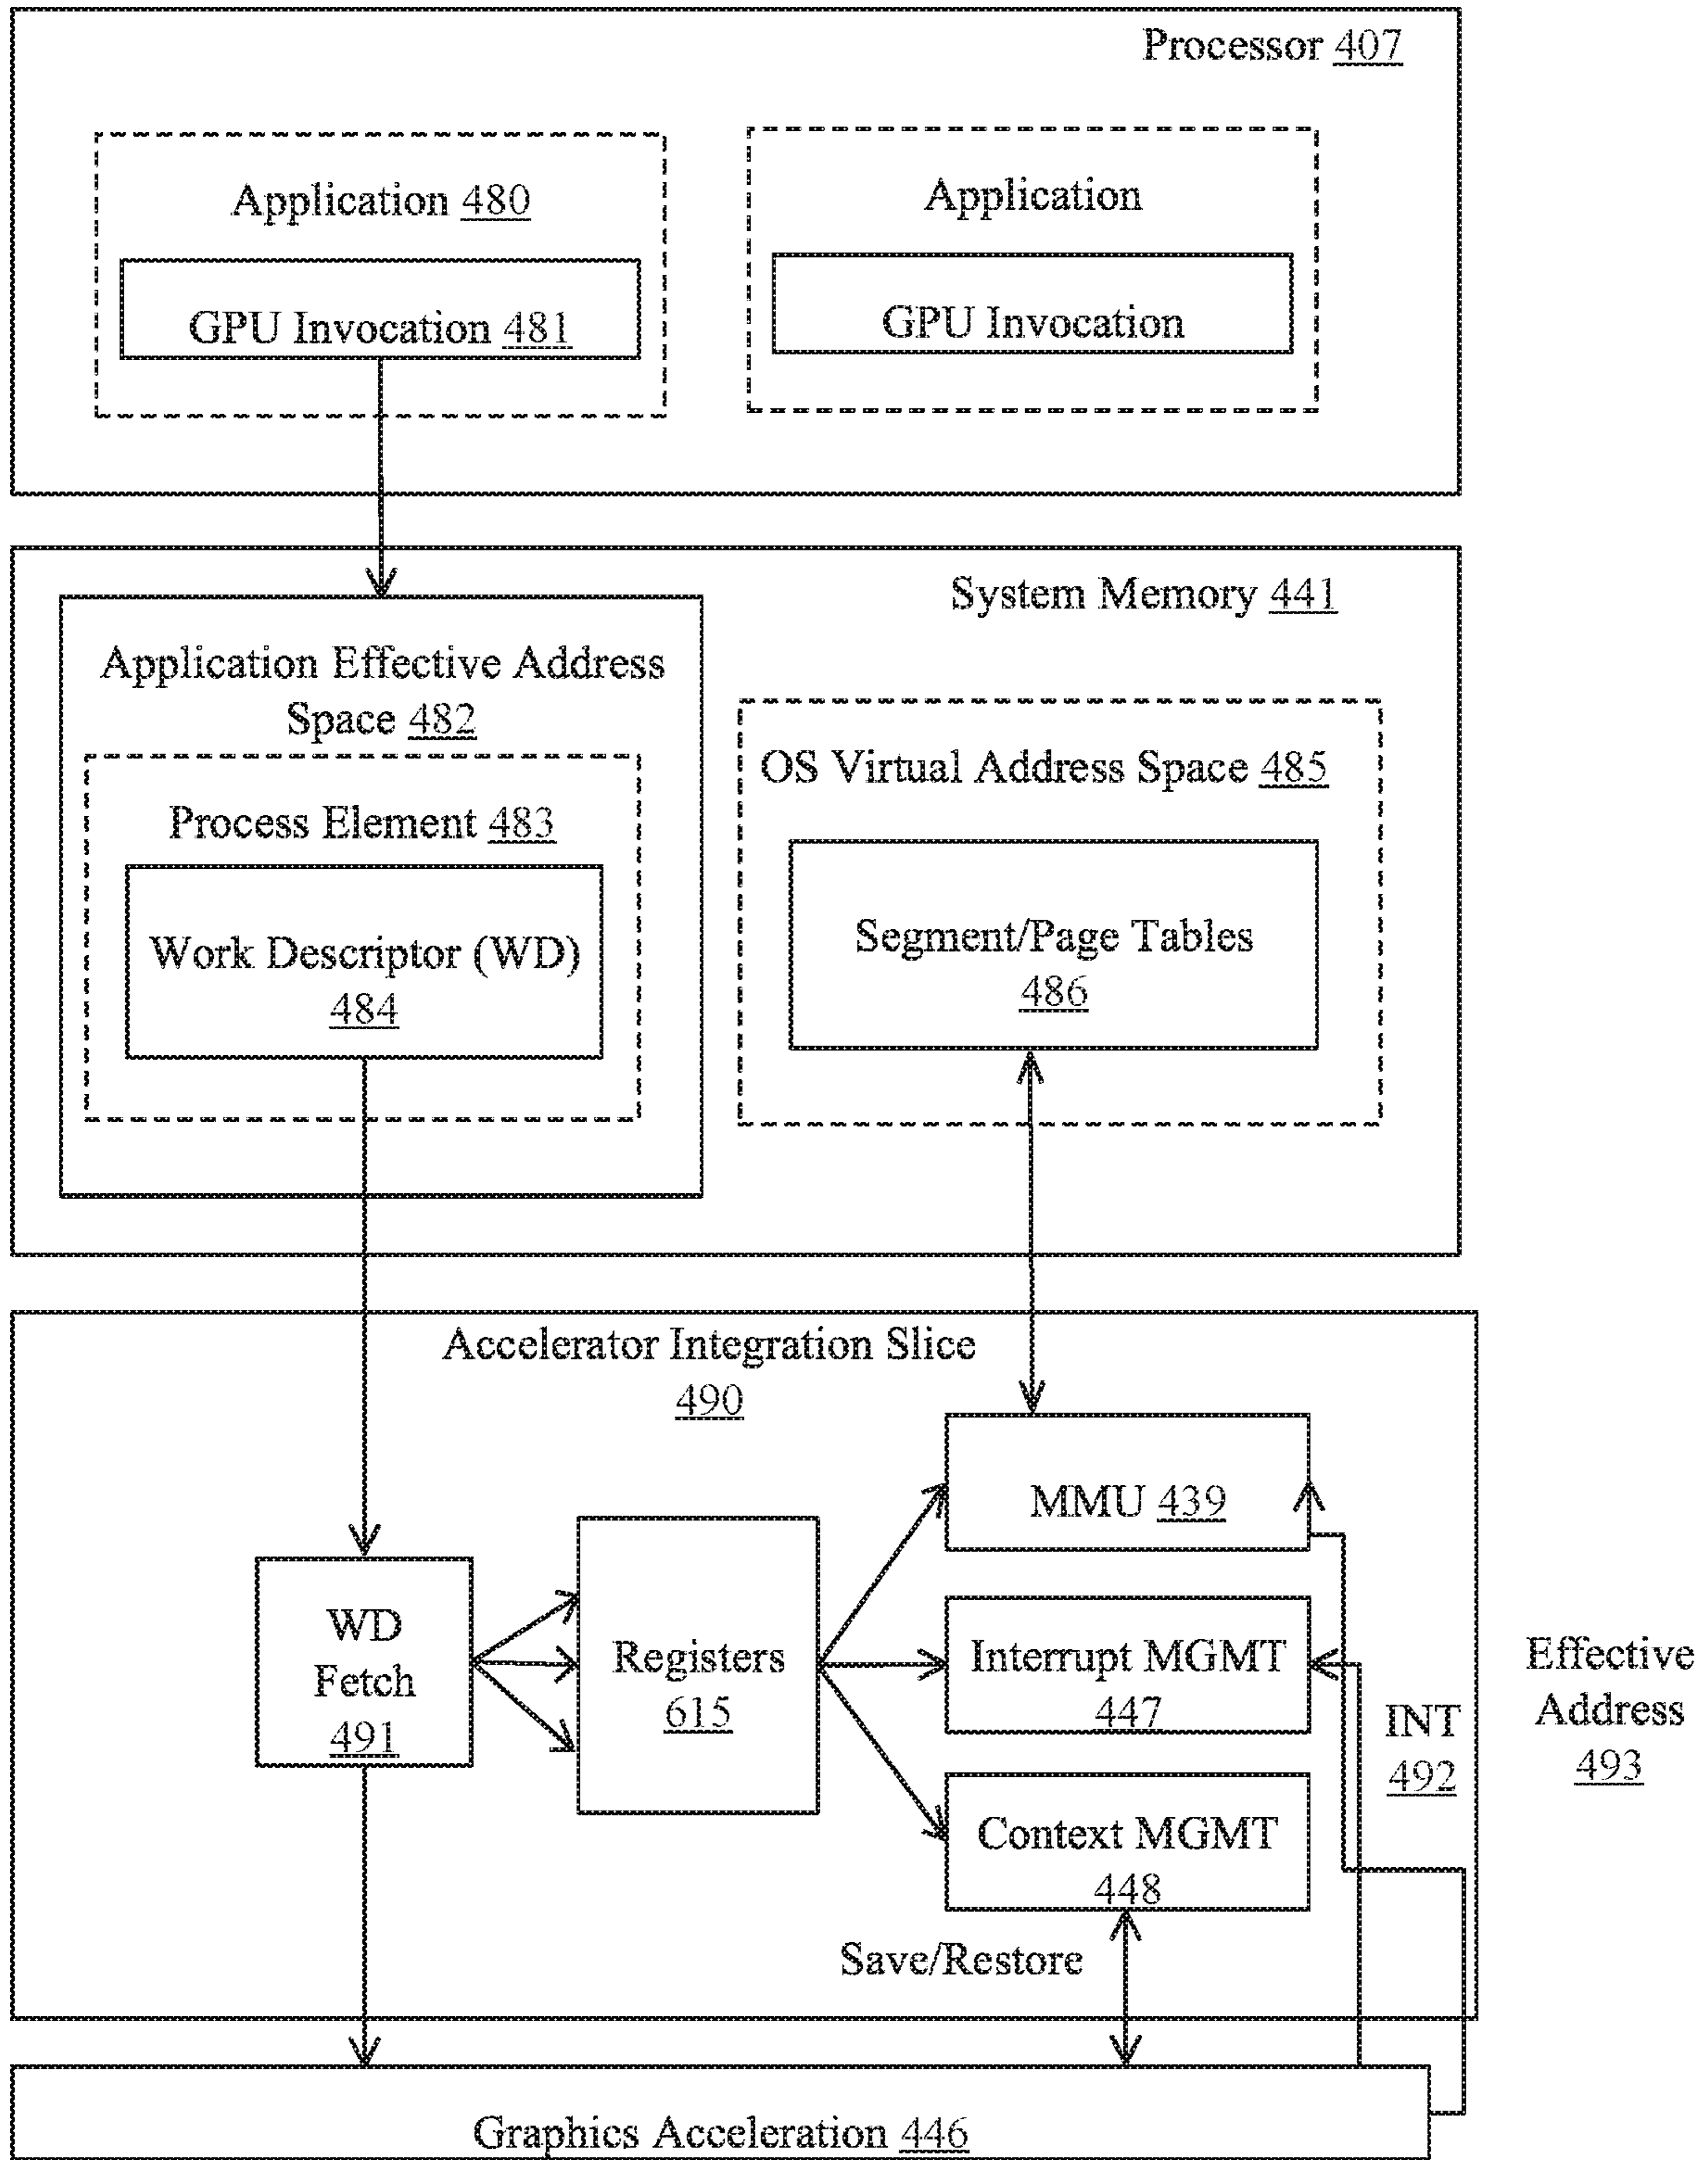 Processor 407
Application 480
GPU Invocation 481
Application
GPU Invocation
System Memory 441
Application Effective Address
Space 482
Process Element 483
Work Descriptor (WD)
484
OS Virtual Address Space 485
Segment/Page Tables
486
Accelerator Integration Slice
490
MMU 439
WD
Fetch
491
Registers
615
Interrupt MGMT
447
Context MGMT
448
INT
492
Effective
Address
493
Save/Restore
Graphics Acceleration 446